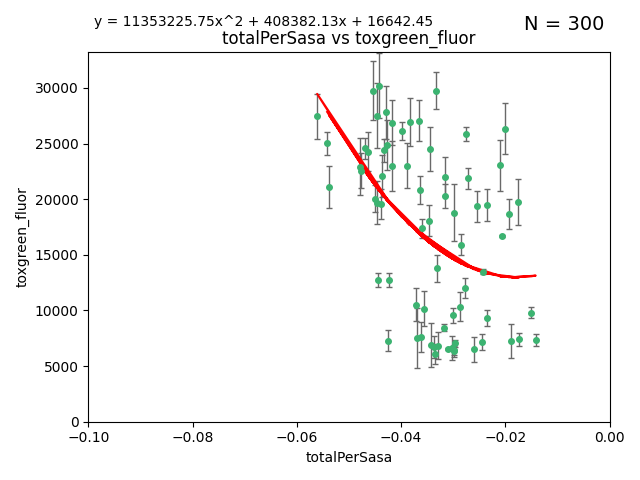 y = 11353225.75x^2 + 408382.13x + 16642.45
N = 300
totalPerSasa vs toxgreen_fluor
30000
25000
20000
15000
10000
5000
0
toxgreen_fluor
−0.10
−0.08
−0.06
−0.04
−0.02
0.00
totalPerSasa